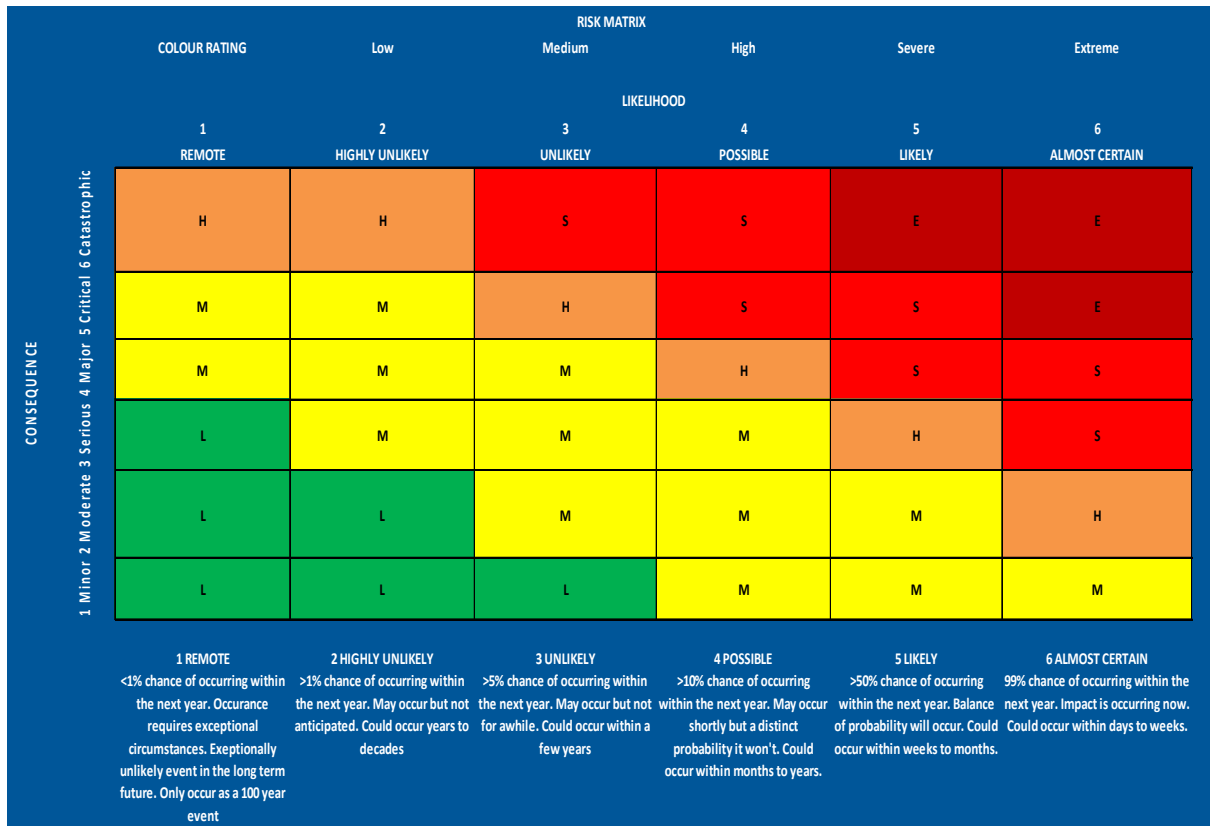 RISK MATRIX
COLOUR RATING Low Medium High Severe Extreme
LIKELIHOOD
1 2 3 4 5 6
REMOTE HIGHLY UNLIKELY UNLIKELY POSSIBLE LIKELY ALMOST CERTAIN
CONSEQUENCE
1 Minor 2 Moderate 3 Serious 4 Major 5 Critical 6 Catastrophic
H H S S E E
M M H S S E
M M M H S S
L M M M H S
L L M M M H
L L L M M M
1 REMOTE
<1% chance of occurring within
the next year. Occurance
requires exceptional
circumstances. Exeptionally
unlikely event in the long term
future. Only occur as a 100 year
event
2 HIGHLY UNLIKELY
>1% chance of occurring within
the next year. May occur but not
anticipated. Could occur years to
decades
3 UNLIKELY
>5% chance of occurring within
the next year. May occur but not
for awhile. Could occur within a
few years
4 POSSIBLE
>10% chance of occurring
within the next year. May occur
shortly but a distinct
probability it won't. Could
occur within months to years.
5 LIKELY
>50% chance of occurring
within the next year. Balance
of probability will occur. Could
occur within weeks to months.
6 ALMOST CERTAIN
99% chance of occurring within the
next year. Impact is occurring now.
Could occur within days to weeks.